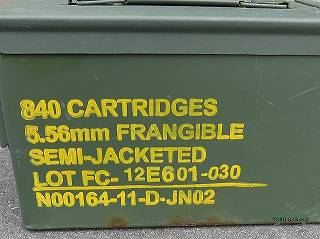 840 CARTRIDGES
5.56mm FRANGIBLE
SEMI-JACKETED
LOT FC- 12E601-030
N00164-11-D-JN02